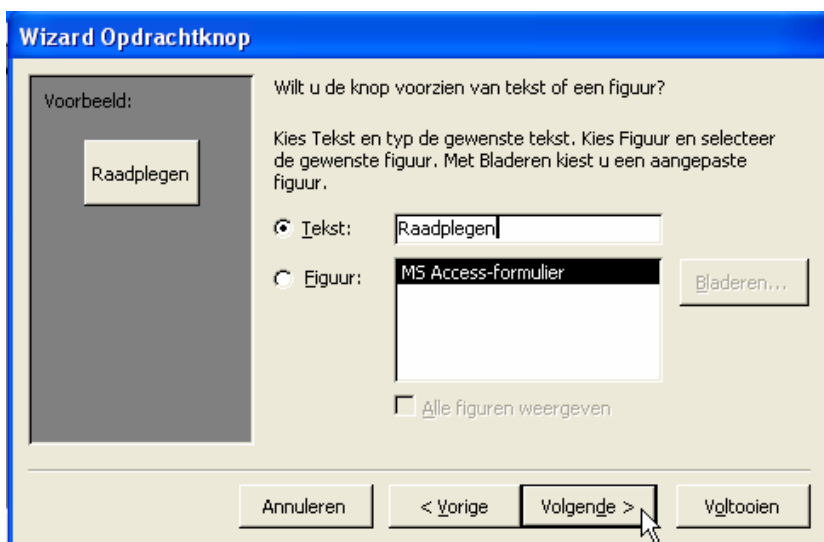 Wizard Opdrachtknop
Voorbeeld:
Raadplegen
Wilt u de knop voorzien van tekst of een figuur?
Kies Tekst en typ de gewenste tekst. Kies Figuur en selecteer
de gewenste figuur. Met Bladeren kiest u een aangepaste
figuur.
Tekst:
Raadplegen
Figuur:
MS Access-formulier
Bladeren...
Alle figuren weergeven
Annuleren
< Vorige
Volgende >
Voltooien